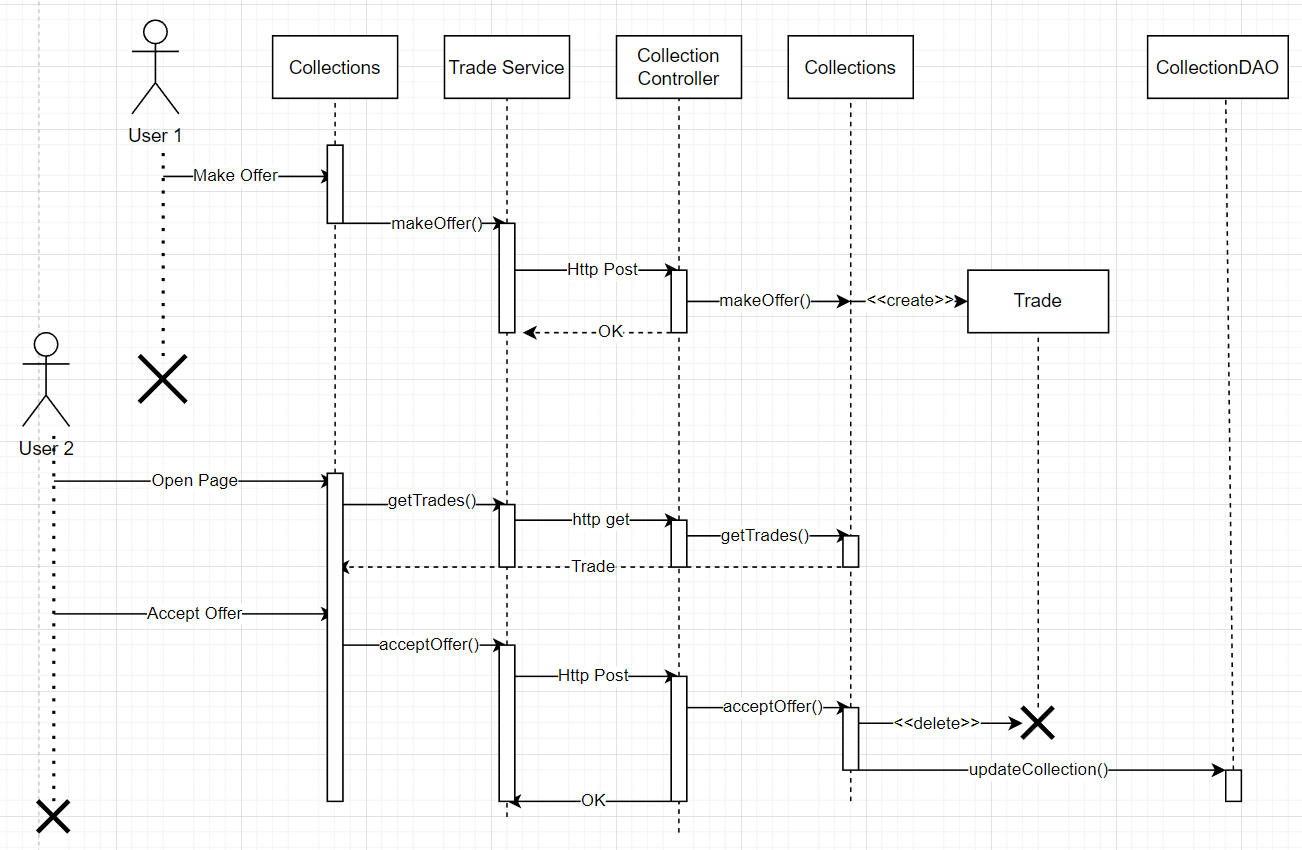 User 1
Collections
Trade Service
Collection
Controller
Collections
CollectionDAO
Make Offer
makeOffer()
Http Post
makeOffer()
<<create>>
Trade
OK
User 2
Open Page
getTrades()
http get
getTrades()
Trade
Accept Offer
acceptOffer()
Http Post
acceptOffer()
<<delete>>
updateCollection()
OK